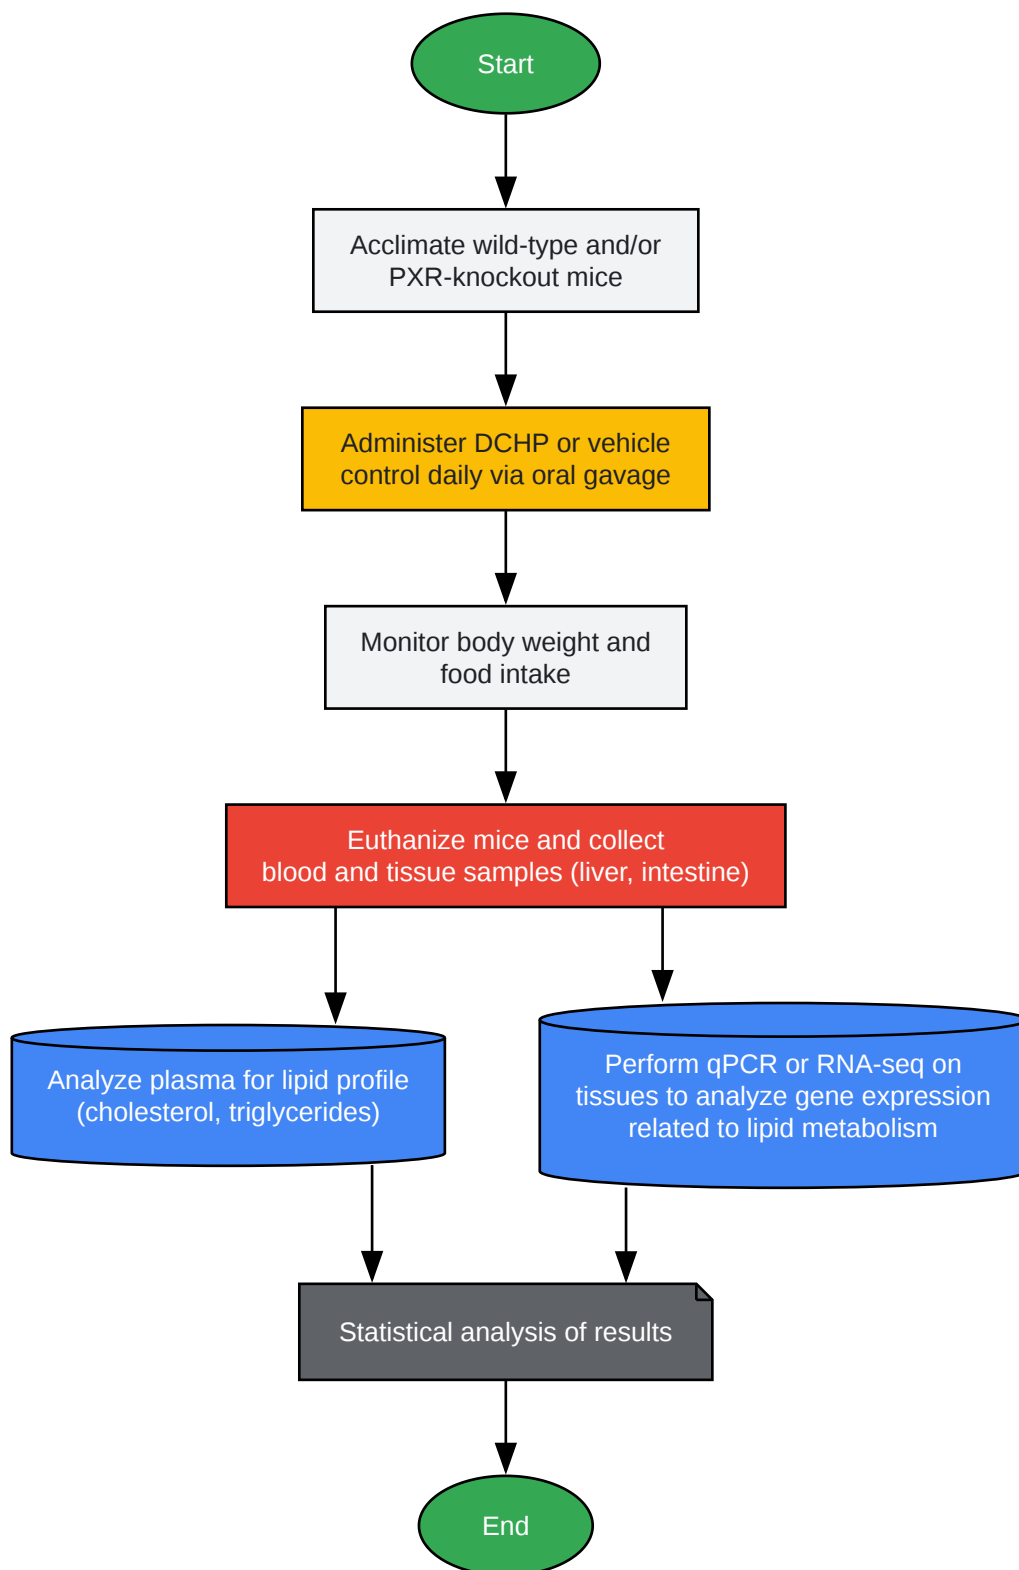 Start
Acclimate wild-type and/or
PXR-knockout mice
Administer DCHP or vehicle
control daily via oral gavage
Monitor body weight and
food intake
Euthanize mice and collect
blood and tissue samples (liver, intestine)
Analyze plasma for lipid profile
(cholesterol, triglycerides)
Perform qPCR or RNA-seq on
tissues to analyze gene expression
related to lipid metabolism
Statistical analysis of results
End